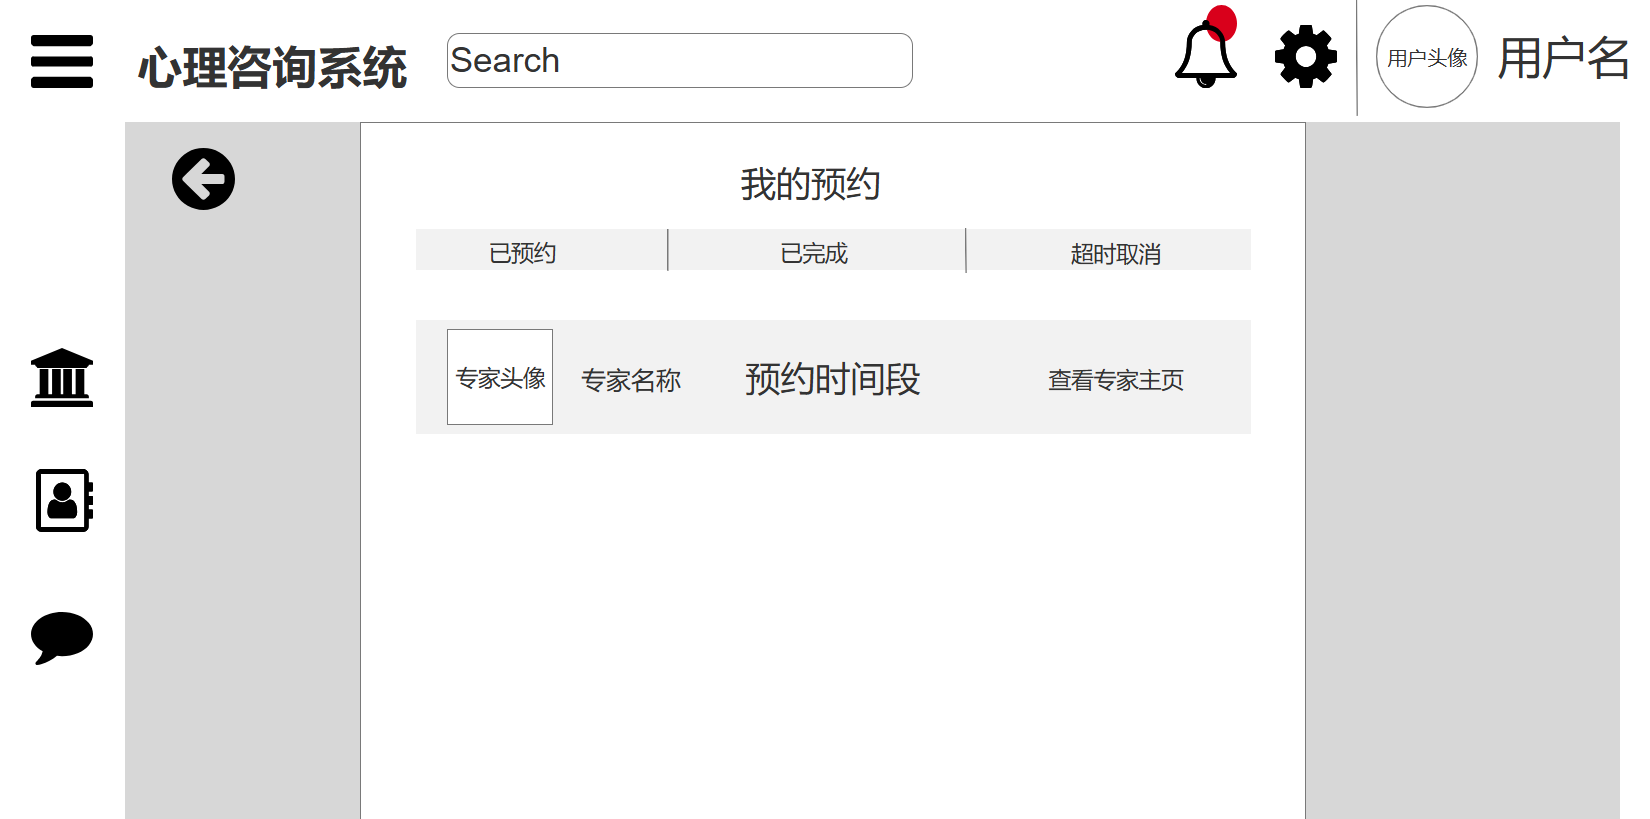 心理咨询系统
Search
用户头像
用户名
我的预约
已预约
已完成
超时取消
专家头像
专家名称
预约时间段
查看专家主页